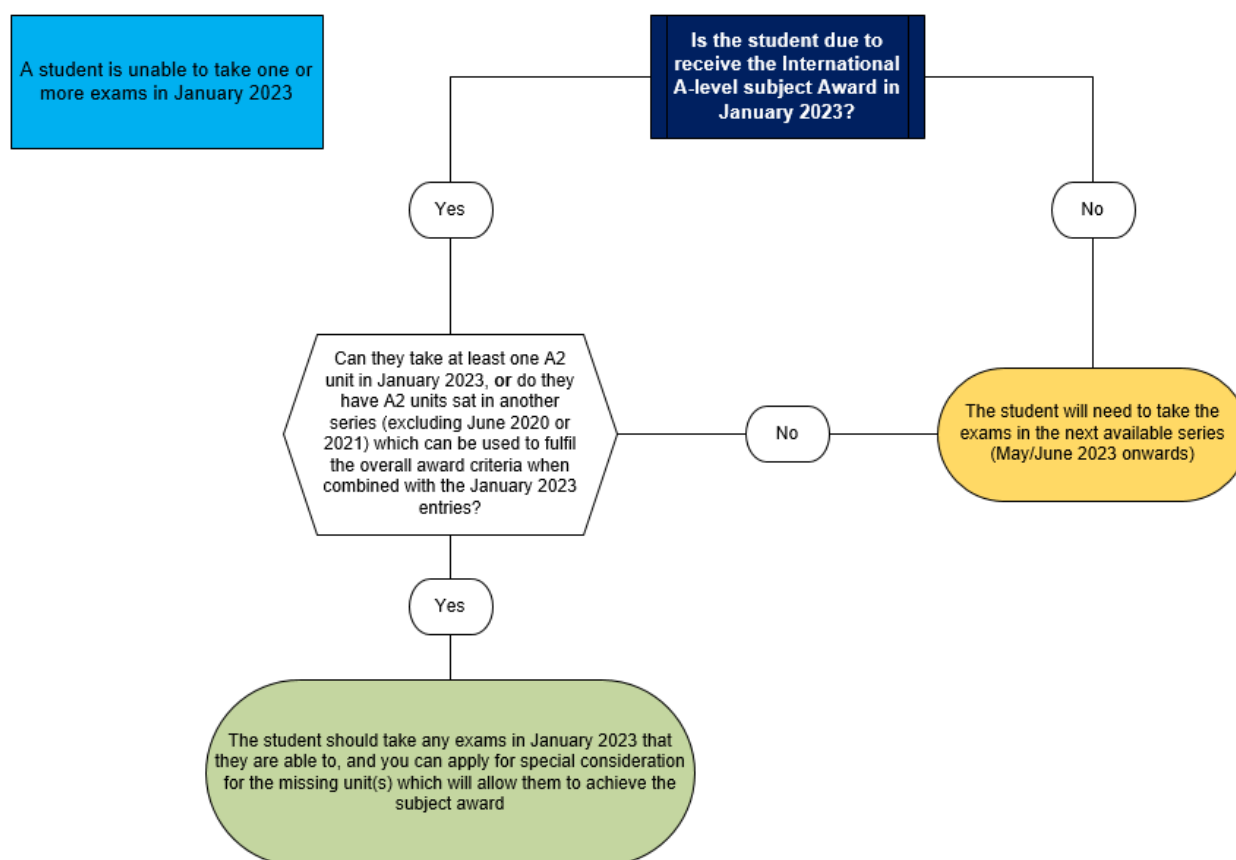 A student is unable to take one or
more exams in January 2023
Is the student due to
receive the International
A-level subject Award in
January 2023?
Yes
No
Can they take at least one A2
unit in January 2023, or do they
have A2 units sat in another
series (excluding June 2020 or
2021) which can be used to fulfil
the overall award criteria when
combined with the January 2023
entries?
No
The student will need to take the
exams in the next available series
(May/June 2023 onwards)
Yes
The student should take any exams in January 2023 that
they are able to, and you can apply for special consideration
for the missing unit(s) which will allow them to achieve the
subject award